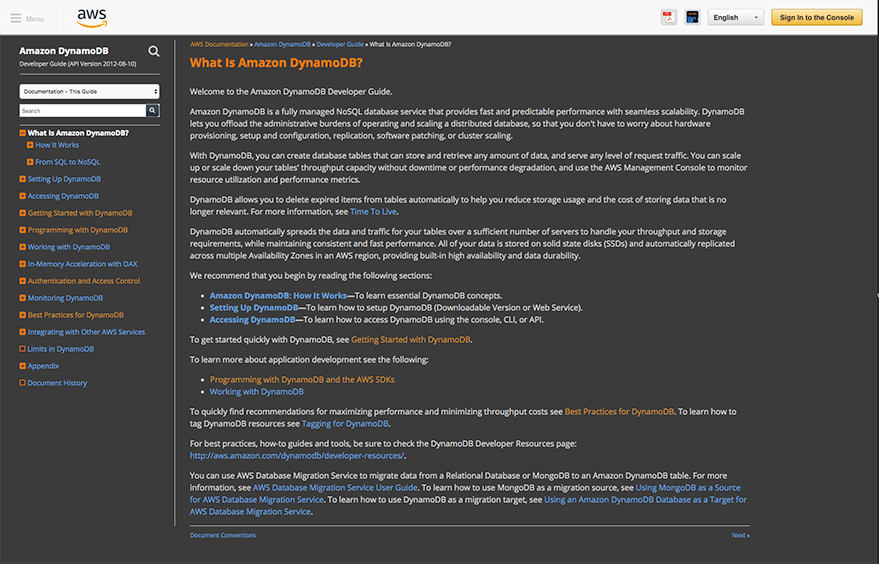 Menu
aws
English
Sign In to the Console
Amazon DynamoDB
Developer Guide (API Version 2012-08-10)
Documentation - This Guide
Search
What Is Amazon DynamoDB?
How It Works
From SQL to NoSQL
Setting Up DynamoDB
Accessing DynamoDB
Getting Started with DynamoDB
Programming with DynamoDB
Working with DynamoDB
In-Memory Acceleration with DAX
Authentication and Access Control
Monitoring DynamoDB
Best Practices for DynamoDB
Integrating with Other AWS Services
Limits in DynamoDB
Appendix
Document History
AWS Documentation » Amazon DynamoDB » Developer Guide » What Is Amazon DynamoDB?
What Is Amazon DynamoDB?
Welcome to the Amazon DynamoDB Developer Guide.
Amazon DynamoDB is a fully managed NoSQL database service that provides fast and predictable performance with seamless scalability. DynamoDB
lets you offload the administrative burdens of operating and scaling a distributed database, so that you don't have to worry about hardware
provisioning, setup and configuration, replication, software patching, or cluster scaling.
With DynamoDB, you can create database tables that can store and retrieve any amount of data, and serve any level of request traffic. You can scale
up or scale down your tables' throughput capacity without downtime or performance degradation, and use the AWS Management Console to monitor
resource utilization and performance metrics.
DynamoDB allows you to delete expired items from tables automatically to help you reduce storage usage and the cost of storing data that is no
longer relevant. For more information, see Time To Live.
DynamoDB automatically spreads the data and traffic for your tables over a sufficient number of servers to handle your throughput and storage
requirements, while maintaining consistent and fast performance. All of your data is stored on solid state disks (SSDs) and automatically replicated
across multiple Availability Zones in an AWS region, providing built-in high availability and data durability.
We recommend that you begin by reading the following sections:
• Amazon DynamoDB: How It Works—To learn essential DynamoDB concepts.
• Setting Up DynamoDB—To learn how to setup DynamoDB (Downloadable Version or Web Service).
• Accessing DynamoDB—To learn how to access DynamoDB using the console, CLI, or API.
To get started quickly with DynamoDB, see Getting Started with DynamoDB.
To learn more about application development see the following:
• Programming with DynamoDB and the AWS SDKs
• Working with DynamoDB
To quickly find recommendations for maximizing performance and minimizing throughput costs see Best Practices for DynamoDB. To learn how to
tag DynamoDB resources see Tagging for DynamoDB.
For best practices, how-to guides and tools, be sure to check the DynamoDB Developer Resources page:
http://aws.amazon.com/dynamodb/developer-resources/.
You can use AWS Database Migration Service to migrate data from a Relational Database or MongoDB to an Amazon DynamoDB table. For more
information, see AWS Database Migration Service User Guide. To learn how to use MongoDB as a migration source, see Using MongoDB as a Source
for AWS Database Migration Service. To learn how to use DynamoDB as a migration target, see Using an Amazon DynamoDB Database as a Target for
AWS Database Migration Service.
Document Conventions
Next »